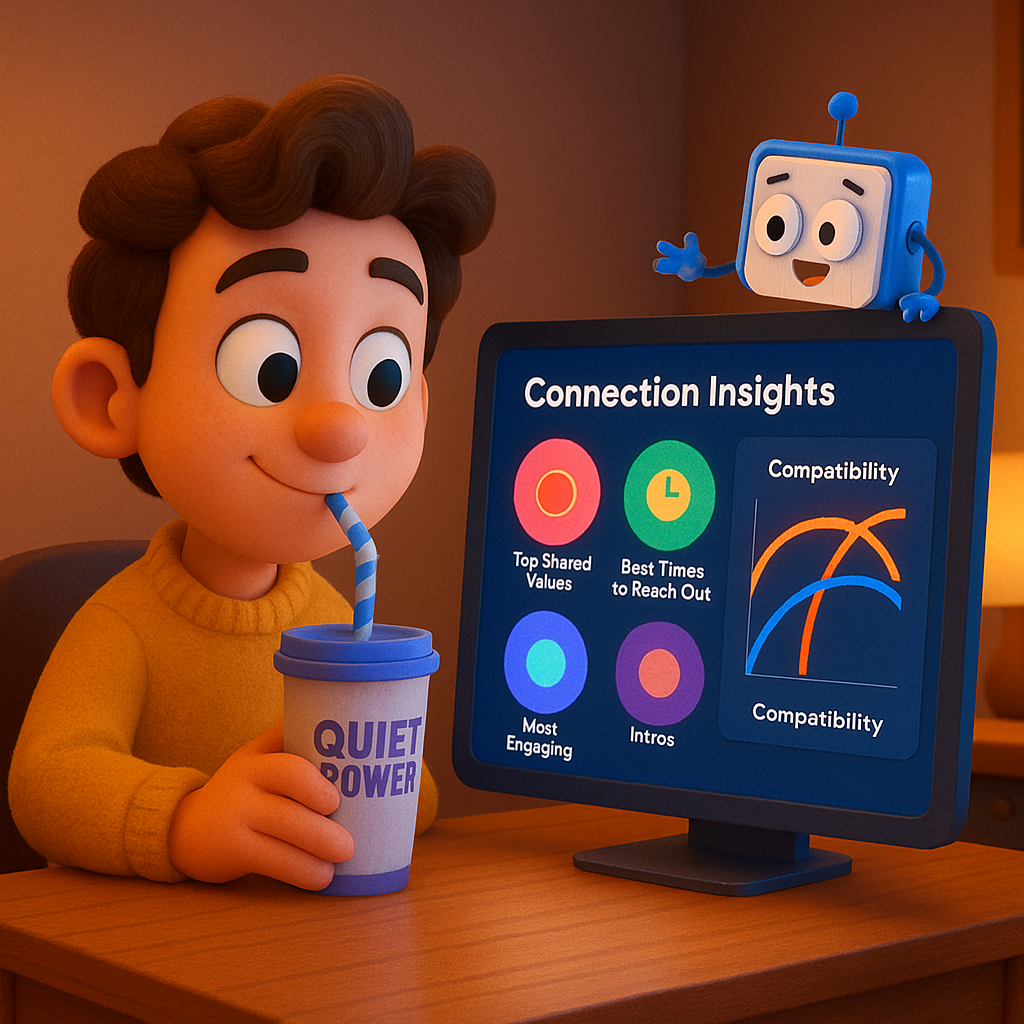 Connection Insights
Top Shared
Values
Best Times
to Reach Out
Most
Engaging
Intros
Compatibility
Compatibility
QUIET
POWER